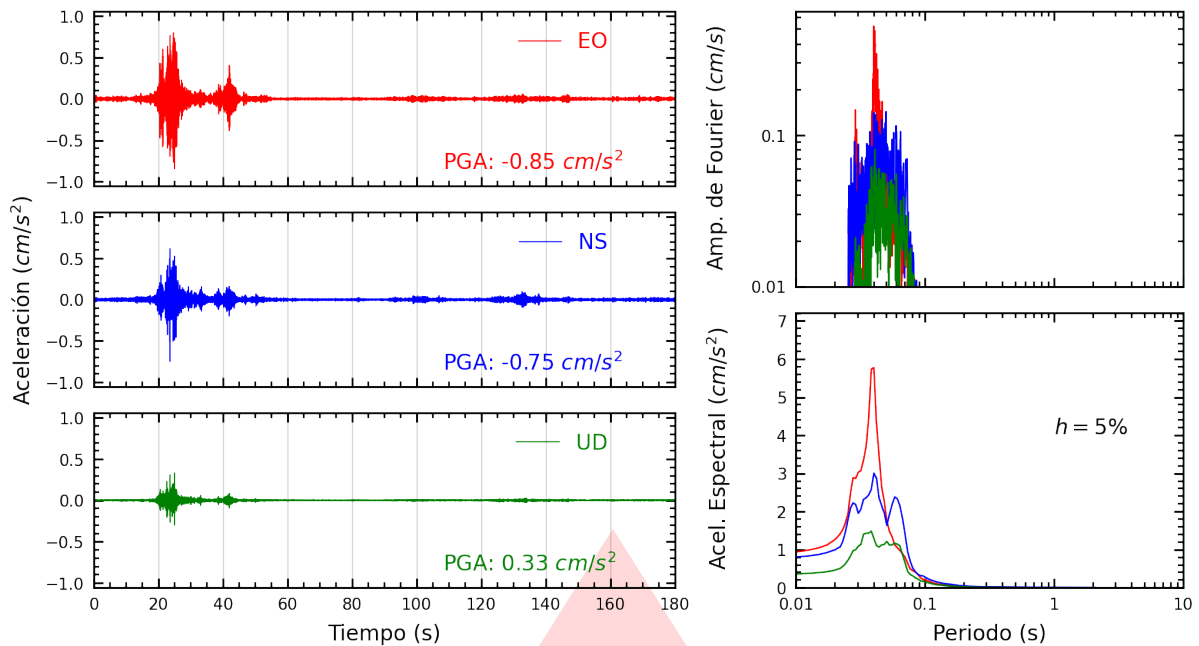 Aceleración (cm/s²)
1.0
0.5
0.0
−0.5
−1.0
EO
PGA: -0.85 cm/s²
1.0
0.5
0.0
−0.5
−1.0
NS
PGA: -0.75 cm/s²
1.0
0.5
0.0
−0.5
−1.0
UD
PGA: 0.33 cm/s²
0 20 40 60 80 100 120 140 160 180
Tiempo (s)
Amp. de Fourier (cm/s)
0.1
0.01
Acel. Espectral (cm/s²)
7
6
5
4
3
2
1
0
h = 5%
0.01 0.1 1 10
Periodo (s)